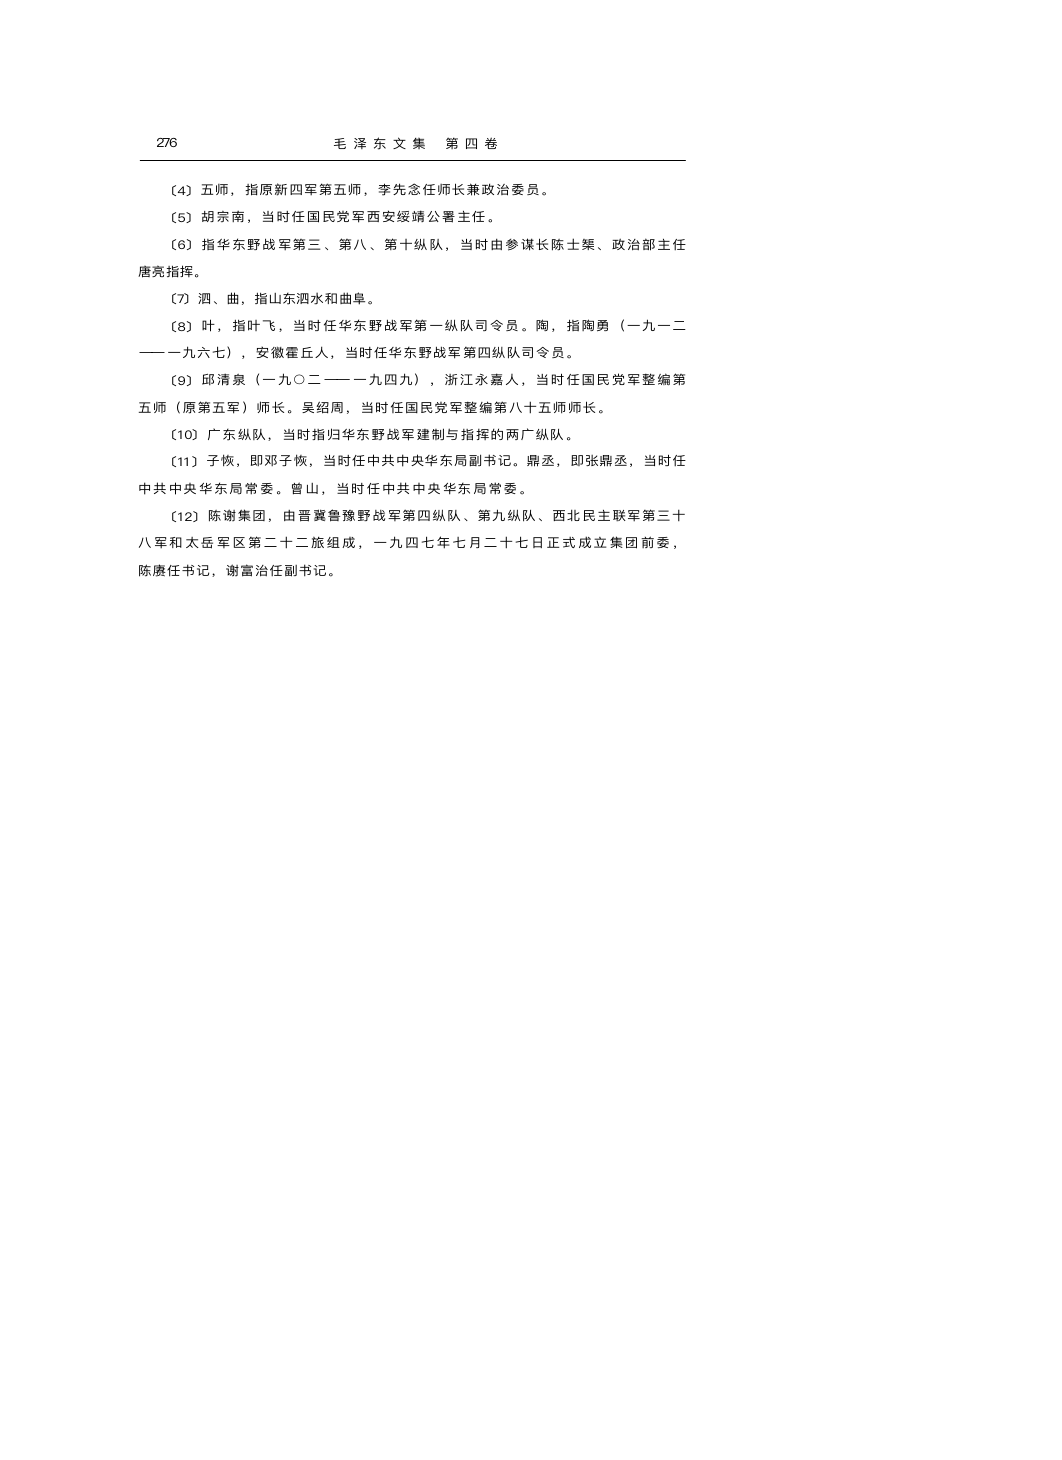 276 毛泽东文集 第四卷
〔4〕五师，指原新四军第五师，李先念任师长兼政治委员。
〔5〕胡宗南，当时任国民党军西安绥靖公署主任。
〔6〕指华东野战军第三、第八、第十纵队，当时由参谋长陈士榘、政治部主任
唐亮指挥。
〔7〕泗、曲，指山东泗水和曲阜。
〔8〕叶，指叶飞，当时任华东野战军第一纵队司令员。陶，指陶勇（一九一二
——一九六七），安徽霍丘人，当时任华东野战军第四纵队司令员。
〔9〕邱清泉（一九〇二——一九四九），浙江永嘉人，当时任国民党军整编第
五师（原第五军）师长。吴绍周，当时任国民党军整编第八十五师师长。
〔10〕广东纵队，当时指归华东野战军建制与指挥的两广纵队。
〔11〕子恢，即邓子恢，当时任中共中央华东局副书记。鼎丞，即张鼎丞，当时任
中共中央华东局常委。曾山，当时任中共中央华东局常委。
〔12〕陈谢集团，由晋冀鲁豫野战军第四纵队、第九纵队、西北民主联军第三十
八军和太岳军区第二十二旅组成，一九四七年七月二十七日正式成立集团前委，
陈赓任书记，谢富治任副书记。